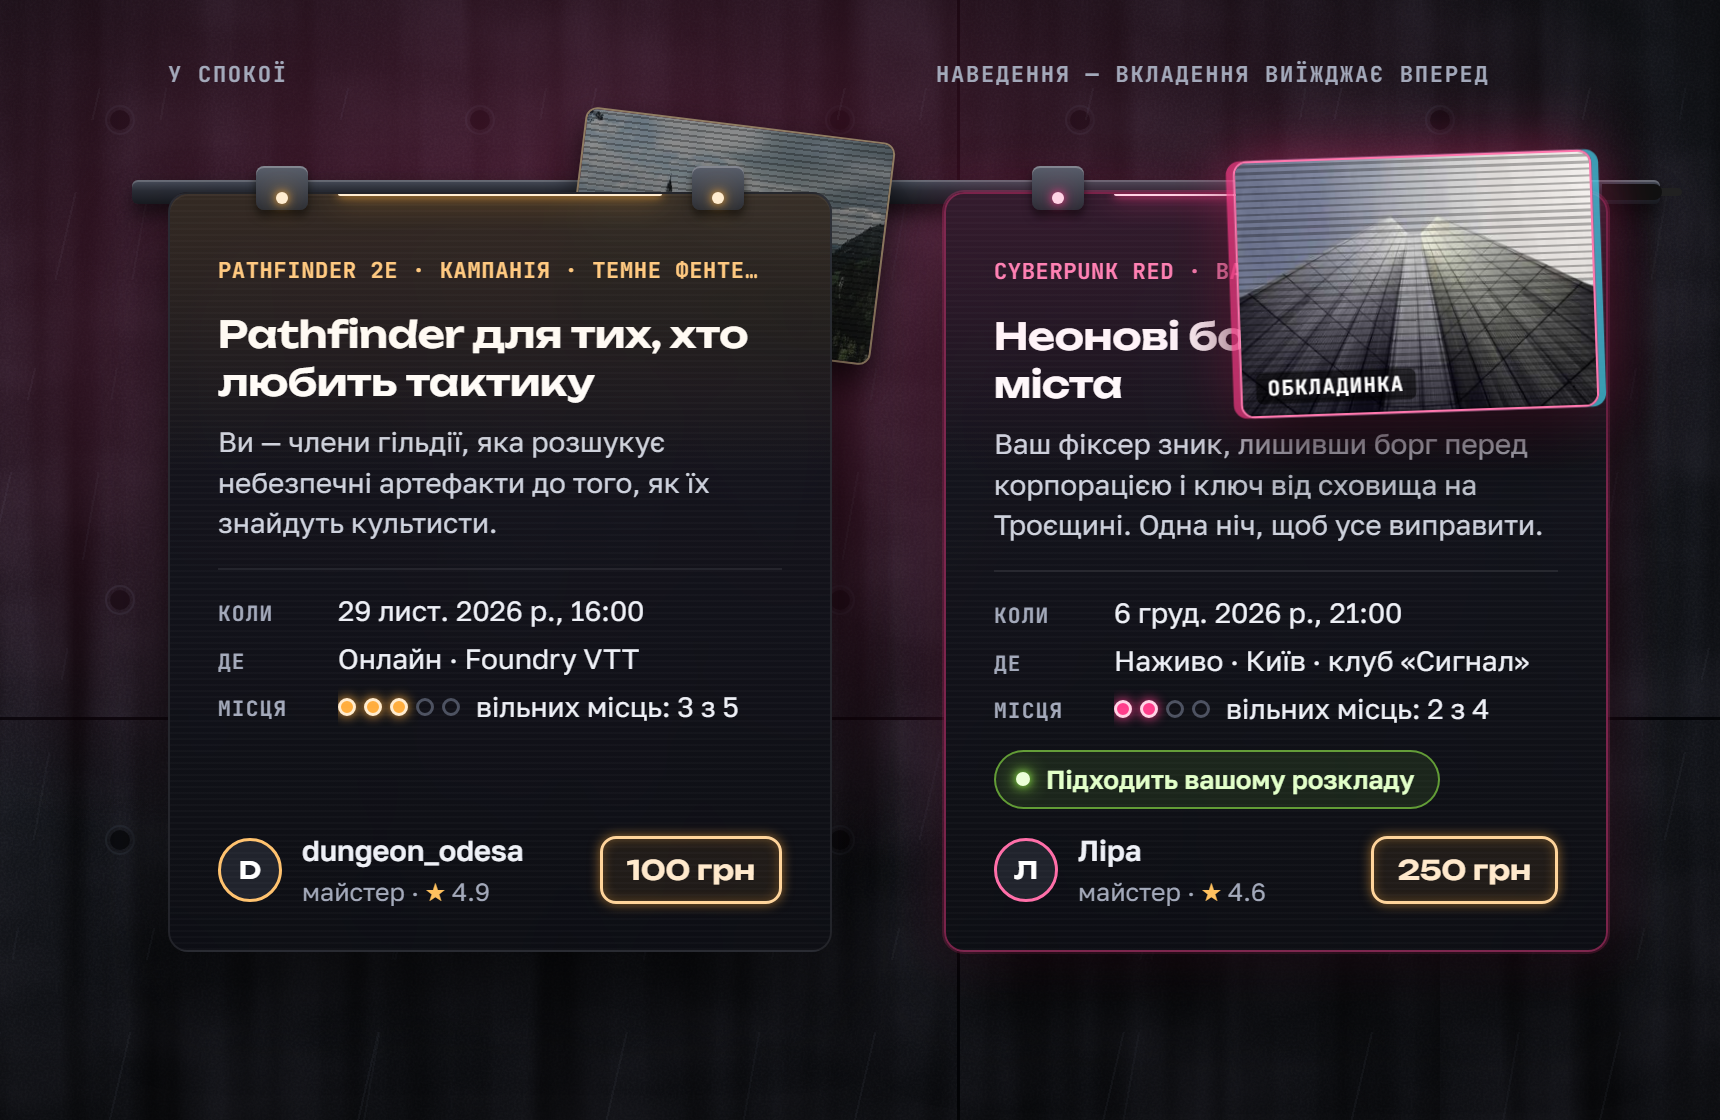 У СПОКОЇ
НАВЕДЕННЯ — ВКЛАДЕННЯ ВИЇЖДЖАЄ ВПЕРЕД
PATHFINDER 2E · КАМПАНІЯ · ТЕМНЕ ФЕНТЕ…
Pathfinder для тих, хто
любить тактику
Ви — члени гільдії, яка розшукує
небезпечні артефакти до того, як їх
знайдуть культисти.
КОЛИ 29 лист. 2026 р., 16:00
ДЕ Онлайн · Foundry VTT
МІСЦЯ вільних місць: 3 з 5
D
dungeon_odesa
майстер · ★ 4.9
100 грн
CYBERPUNK RED ·
Неонові
міста
ОБКЛАДИНКА
Ваш фіксер зник, лишивши борг перед
корпорацією і ключ від сховища на
Троєщині. Одна ніч, щоб усе виправити.
КОЛИ 6 груд. 2026 р., 21:00
ДЕ Наживо · Київ · клуб «Сигнал»
МІСЦЯ вільних місць: 2 з 4
Підходить вашому розкладу
Л
Ліра
майстер · ★ 4.6
250 грн